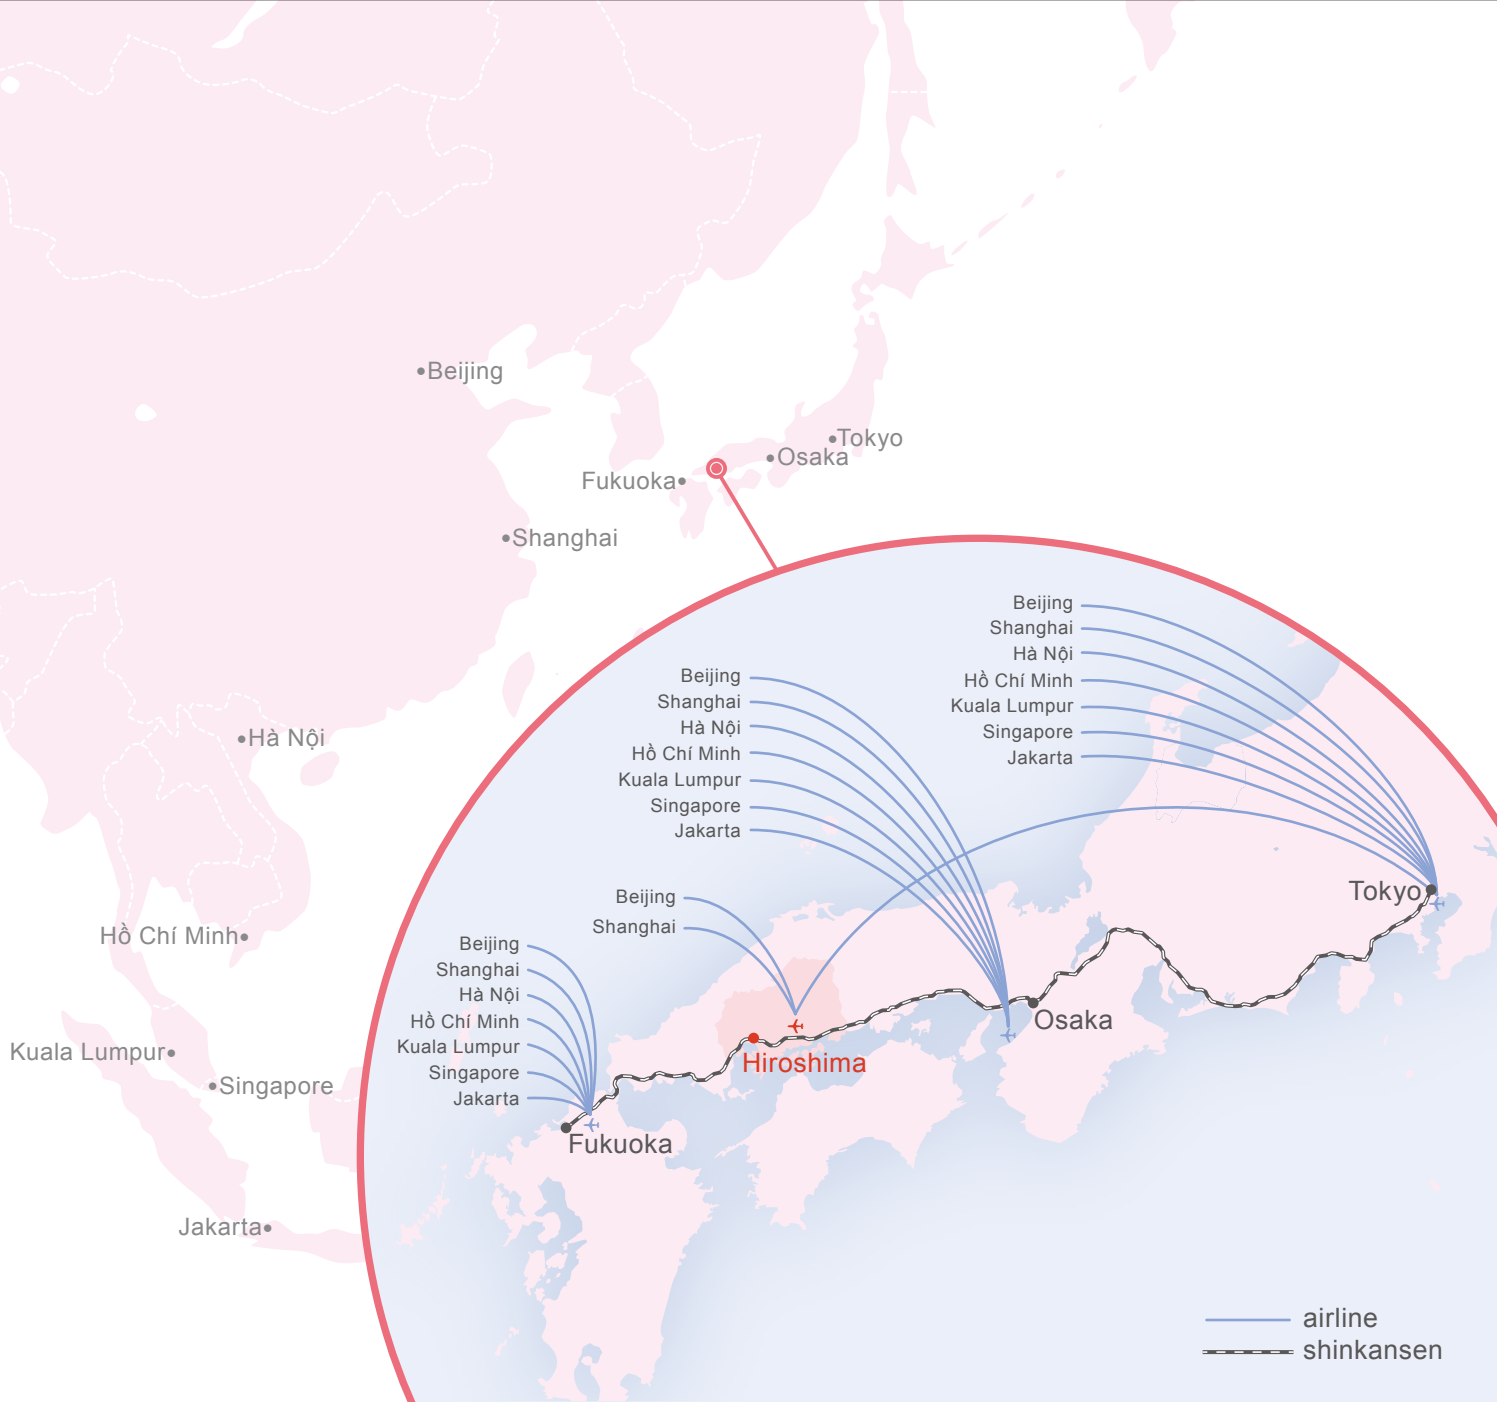 Beijing
Tokyo
Osaka
Fukuoka
Shanghai
Hà Nội
Hồ Chí Minh
Kuala Lumpur
Singapore
Jakarta
Beijing
Shanghai
Hà Nội
Hồ Chí Minh
Kuala Lumpur
Singapore
Jakarta
Beijing
Shanghai
Hà Nội
Hồ Chí Minh
Kuala Lumpur
Singapore
Jakarta
Beijing
Shanghai
Beijing
Shanghai
Hà Nội
Hồ Chí Minh
Kuala Lumpur
Singapore
Jakarta
Tokyo
Osaka
Hiroshima
Fukuoka
airline
shinkansen